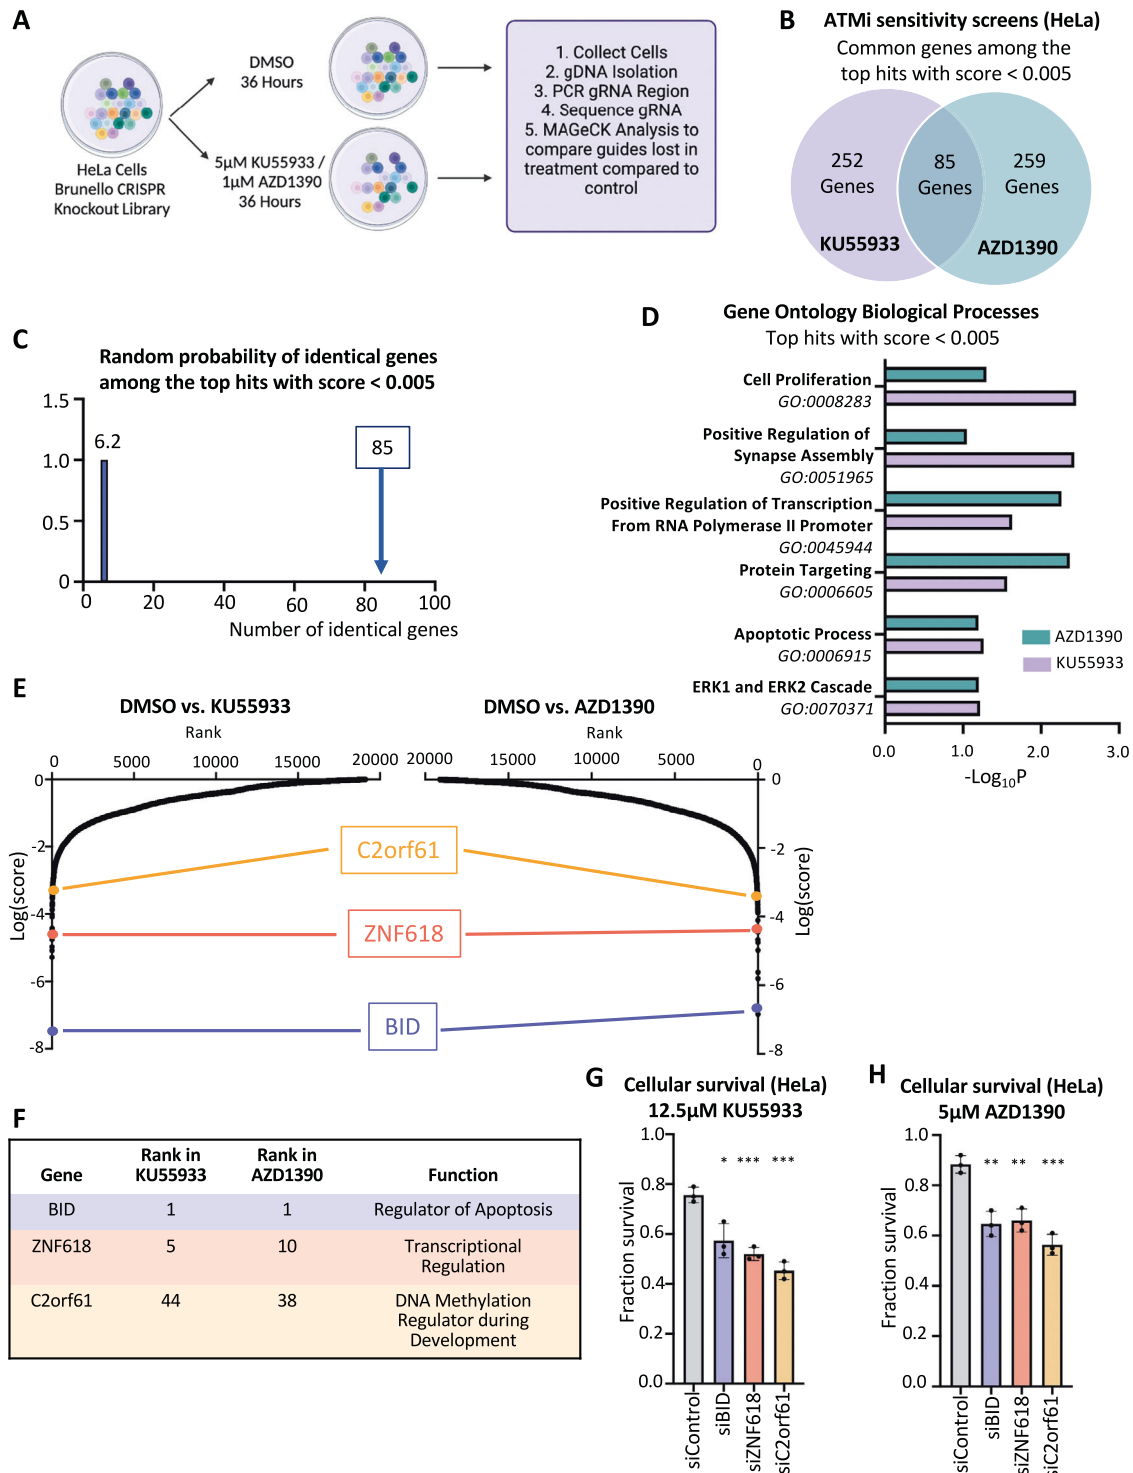 A
HeLa Cells
Brunello CRISPR
Knockout Library
DMSO
36 Hours
5µM KU55933 /
1µM AZD1390
36 Hours
1. Collect Cells
2. gDNA Isolation
3. PCR gRNA Region
4. Sequence gRNA
5. MAGeCK Analysis to
compare guides lost in
treatment compared to
control
B
ATMi sensitivity screens (HeLa)
Common genes among the
top hits with score < 0.005
252
Genes
85
Genes
259
Genes
KU55933
AZD1390
C
Random probability of identical genes
among the top hits with score < 0.005
1.5
1.0
0.5
0
6.2
85
0 20 40 60 80 100
Number of identical genes
D
Gene Ontology Biological Processes
Top hits with score < 0.005
Cell Proliferation
GO:0008283
Positive Regulation of
Synapse Assembly
GO:0051965
Positive Regulation of Transcription
From RNA Polymerase II Promoter
GO:0045944
Protein Targeting
GO:0006605
Apoptotic Process
GO:0006915
ERK1 and ERK2 Cascade
GO:0070371
AZD1390
KU55933
0.0 1.0 2.0 3.0
-Log10P
E
DMSO vs. KU55933
Rank
0 5000 10000 15000 20000
0
-2
-4
-6
-8
Log(score)
DMSO vs. AZD1390
Rank
20000 15000 10000 5000 0
0
-2
-4
-6
-8
Log(score)
C2orf61
ZNF618
BID
F
Gene Rank in KU55933 Rank in AZD1390 Function
BID 1 1 Regulator of Apoptosis
ZNF618 5 10 Transcriptional
Regulation
C2orf61 44 38 DNA Methylation
Regulator during
Development
G
Cellular survival (HeLa)
12.5µM KU55933
Fraction survival
1.0
0.8
0.6
0.4
0.2
0.0
* *** ***
siControl
siBID
siZNF618
siC2orf61
H
Cellular survival (HeLa)
5µM AZD1390
Fraction survival
1.0
0.8
0.6
0.4
0.2
0.0
** ** ***
siControl
siBID
siZNF618
siC2orf61